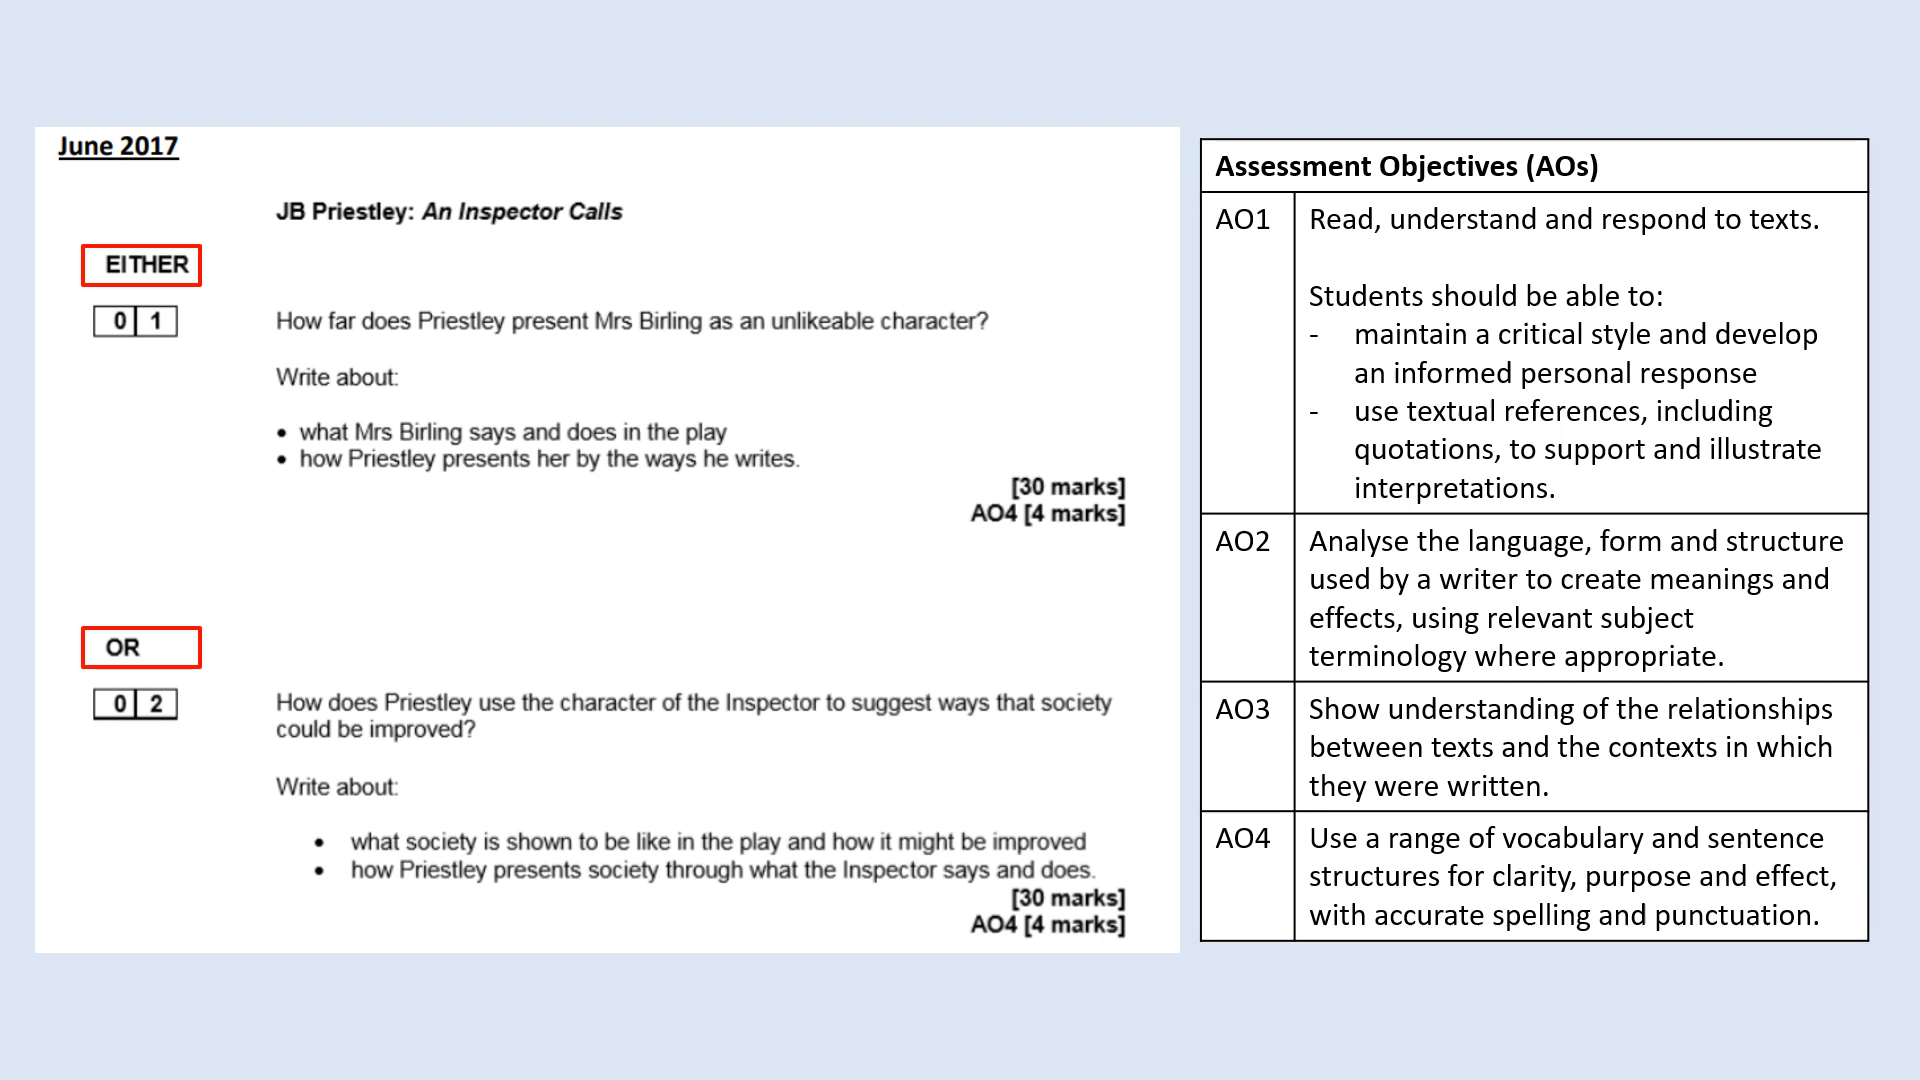 June 2017
JB Priestley: An Inspector Calls
EITHER
0 1
How far does Priestley present Mrs Birling as an unlikeable character?
Write about:
• what Mrs Birling says and does in the play
• how Priestley presents her by the ways he writes.
[30 marks]
AO4 [4 marks]
OR
0 2
How does Priestley use the character of the Inspector to suggest ways that society
could be improved?
Write about:
• what society is shown to be like in the play and how it might be improved
• how Priestley presents society through what the Inspector says and does.
[30 marks]
AO4 [4 marks]
Assessment Objectives (AOs)
AO1
Read, understand and respond to texts.
Students should be able to:
- maintain a critical style and develop
an informed personal response
- use textual references, including
quotations, to support and illustrate
interpretations.
AO2
Analyse the language, form and structure
used by a writer to create meanings and
effects, using relevant subject
terminology where appropriate.
AO3
Show understanding of the relationships
between texts and the contexts in which
they were written.
AO4
Use a range of vocabulary and sentence
structures for clarity, purpose and effect,
with accurate spelling and punctuation.